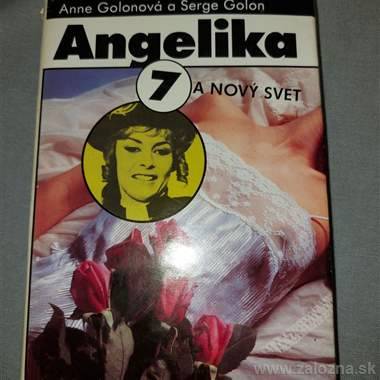 Anne Golonová a Serge Golon
Angelika
7 A NOVÝ SVET
www.zalozna.sk